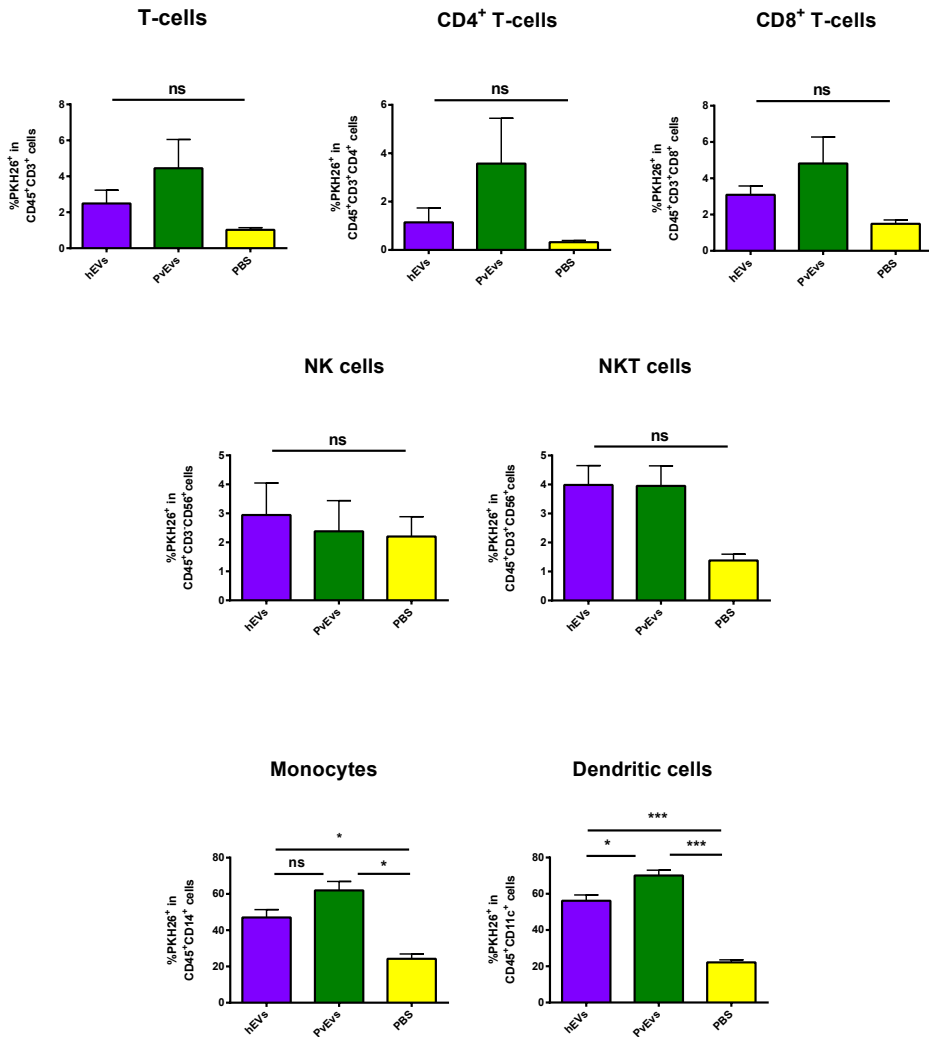 T-cells
CD4⁺ T-cells
CD8⁺ T-cells
ns
%PKH26⁺ in
CD45⁺CD3⁺ cells
8
6
4
2
0
hEVs
PvEvs
PBS
ns
%PKH26⁺ in
CD45⁺CD3⁺CD4⁺ cells
6
4
2
0
hEVs
PvEvs
PBS
ns
%PKH26⁺ in
CD45⁺CD3⁺CD8⁺ cells
8
6
4
2
0
hEVs
PvEvs
PBS
NK cells
NKT cells
ns
%PKH26⁺ in
CD45⁺CD3⁻CD56⁺cells
5
4
3
2
1
0
hEVs
PvEvs
PBS
ns
%PKH26⁺ in
CD45⁺CD3⁺CD56⁺cells
5
4
3
2
1
0
hEVs
PvEvs
PBS
Monocytes
Dendritic cells
*
ns
*
%PKH26⁺ in
CD45⁺CD14⁺ cells
80
60
40
20
0
hEVs
PvEvs
PBS
***
*
***
%PKH26⁺ in
CD45⁺CD11c⁺ cells
80
60
40
20
0
hEVs
PvEvs
PBS